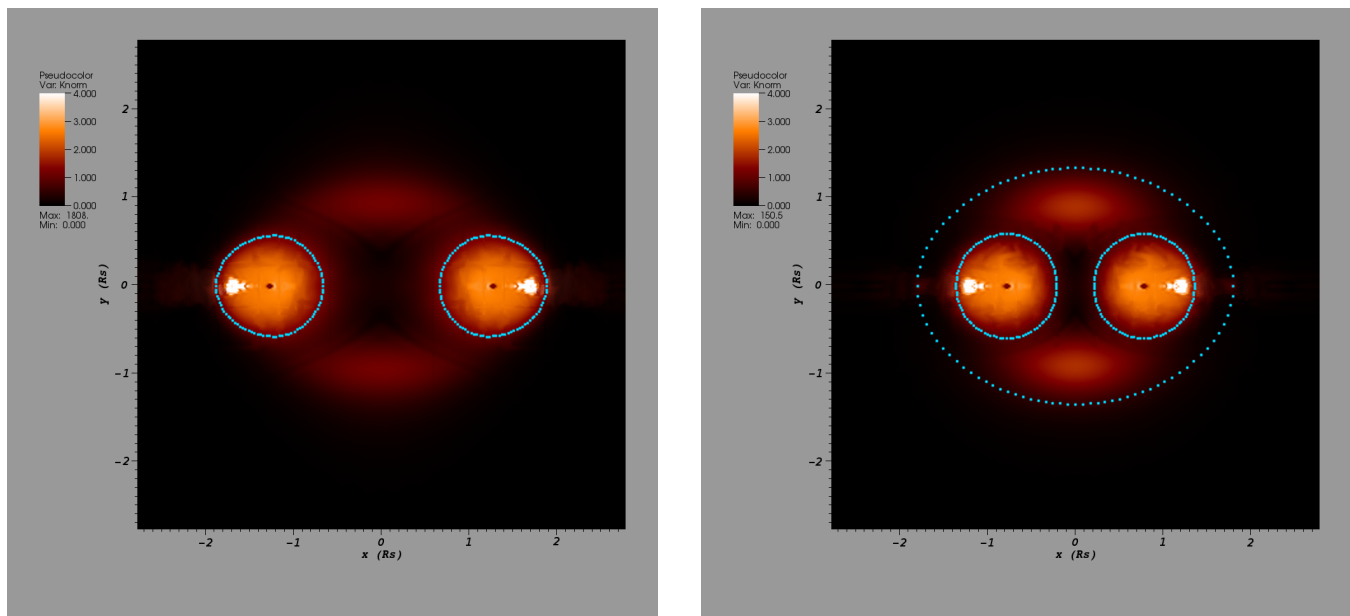 Pseudocolor
Var: Knorm
4.000
3.000
2.000
1.000
0.000
Max: 1808.
Min: 0.000
2
1
0
-1
-2
y (Rs)
-2 -1 0 1 2
x (Rs)
Pseudocolor
Var: Knorm
4.000
3.000
2.000
1.000
0.000
Max: 150.5
Min: 0.000
2
1
0
-1
-2
y (Rs)
-2 -1 0 1 2
x (Rs)